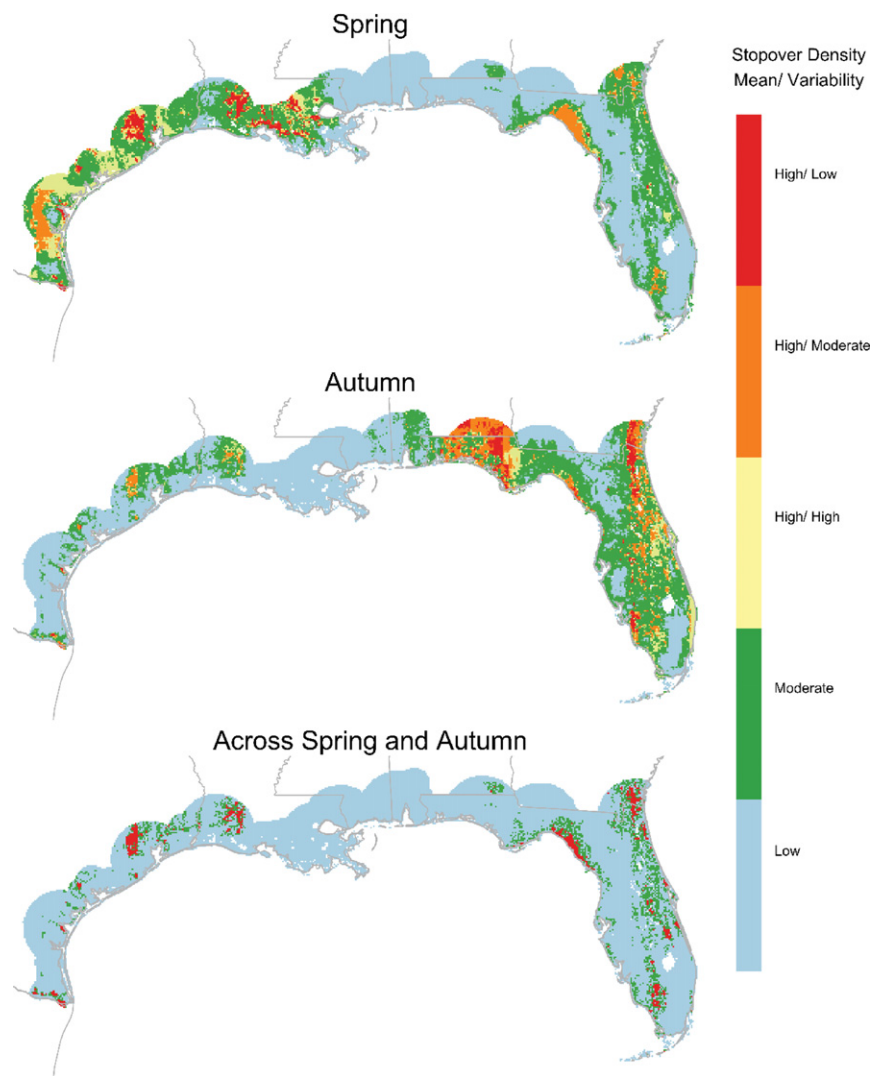 Spring
Stopover Density
Mean/ Variability
High/ Low
High/ Moderate
Autumn
High/ High
Moderate
Across Spring and Autumn
Low